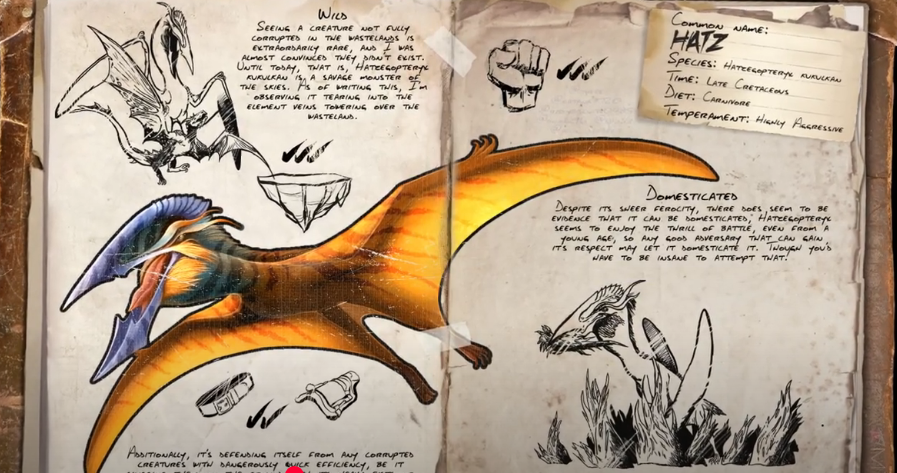 Wild
Seeing a creature not fully
corrupted in the wastelands is
extraordarily rare, and I was
almost convinced they didn't exist.
Until today, that is, Hatzegopteryx
kukulkan is a savage monster of
the skies. As of writing this, I'm
observing it tearing into the
element veins towering over the
wasteland.
Additionally, it's defending itself from any corrupted
creatures with dangerously quick efficiency, be it
Common name:
HATZ
Species: Hatzegopteryx kukulkan
Time: Late Cretaceous
Diet: Carnivore
Temperament: Highly Aggressive
Domesticated
Despite its sheer ferocity, there does seem to be
evidence that it can be domesticated; Hatzegopteryx
seems to enjoy the thrill of battle, even from a
young age, so any good adversary that can gain
it's respect may let it domesticate it. Though you'd
have to be insane to attempt that!